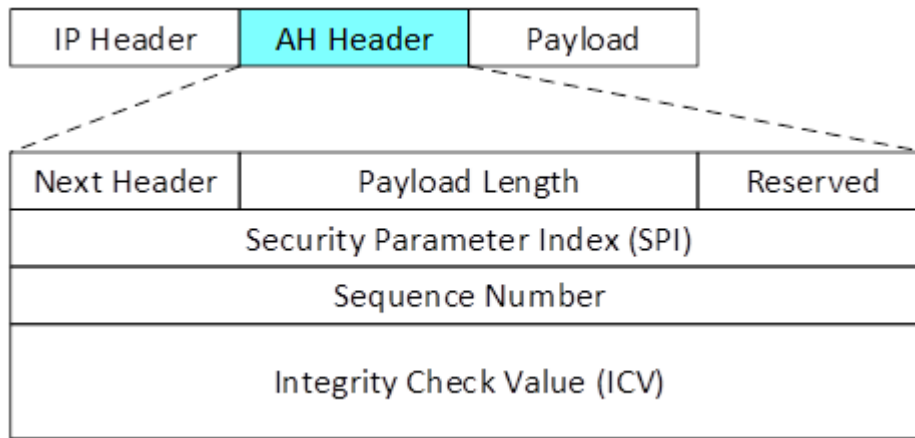 IP Header AH Header Payload
Next Header Payload Length Reserved
Security Parameter Index (SPI)
Sequence Number
Integrity Check Value (ICV)